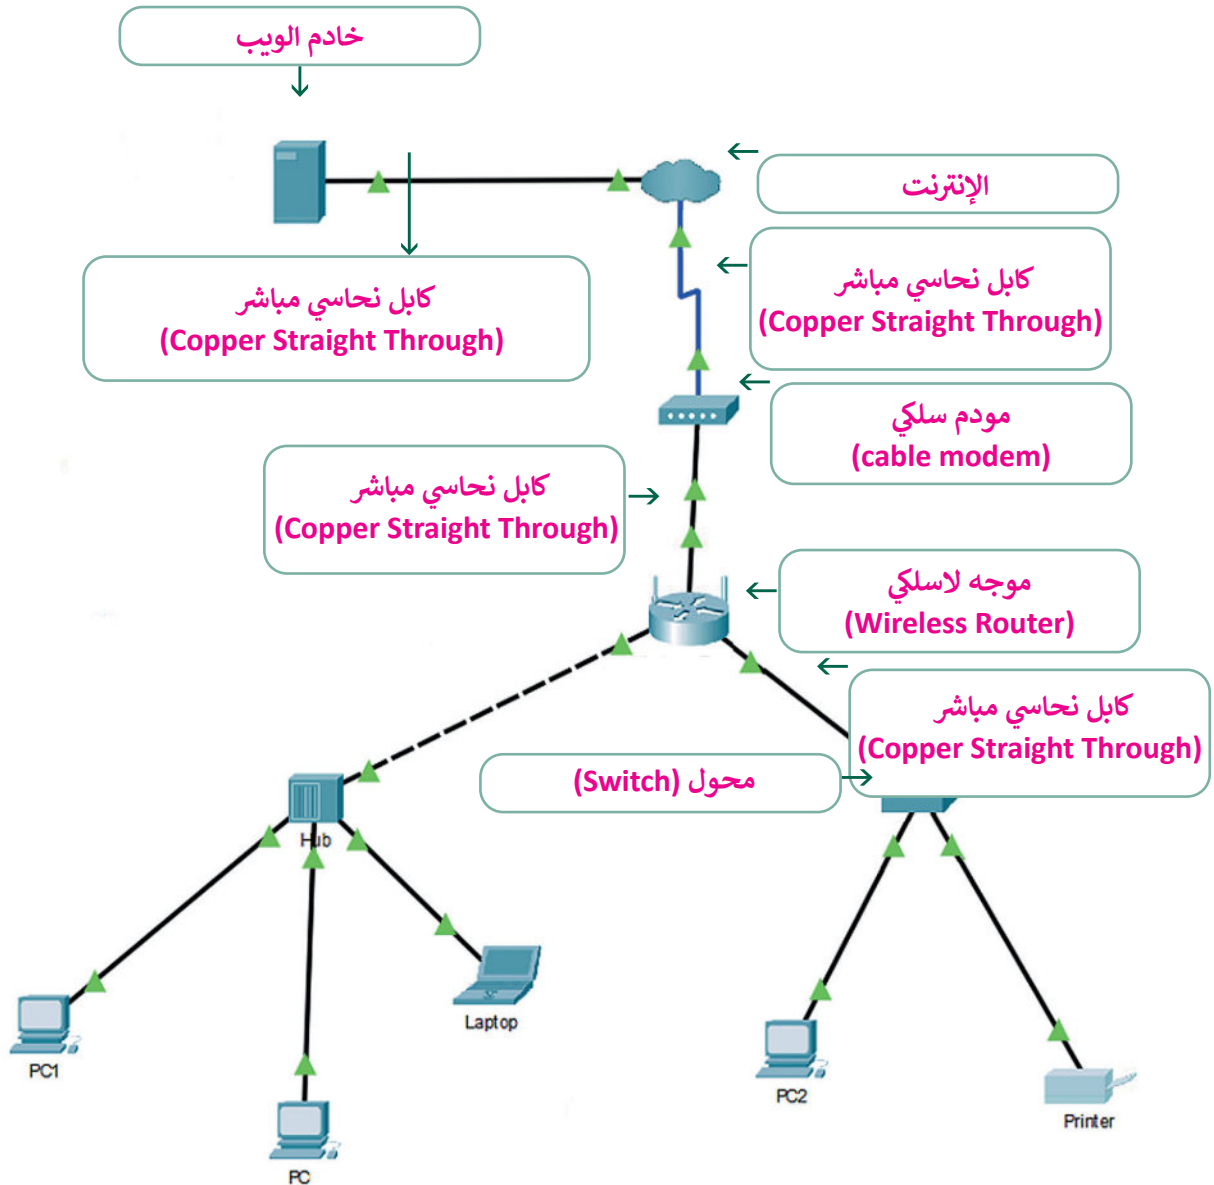 خادم الويب
الإنترنت
كابل نحاسي مباشر
(Copper Straight Through)
كابل نحاسي مباشر
(Copper Straight Through)
مودم سلكي
(cable modem)
كابل نحاسي مباشر
(Copper Straight Through)
موجه لاسلكي
(Wireless Router)
كابل نحاسي مباشر
(Copper Straight Through)
محول (Switch)
Hub
Laptop
PC1
PC2
Printer
PC